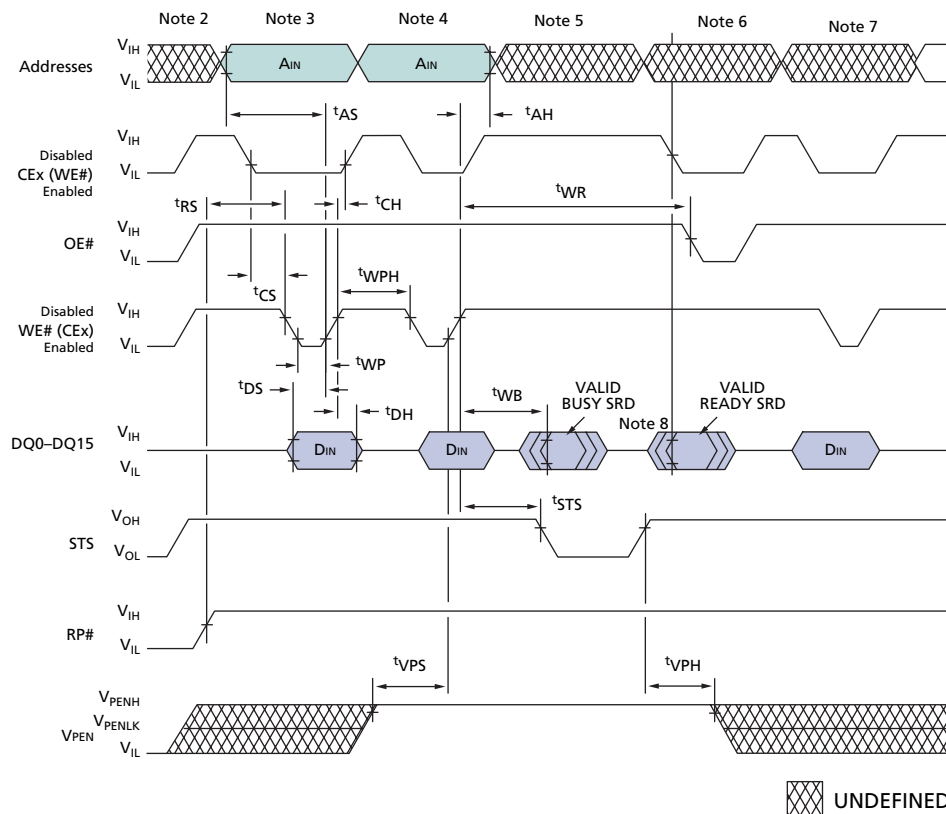 Note 2 Note 3 Note 4 Note 5 Note 6 Note 7
Addresses VIH VIL AIN AIN
tAS tAH
Disabled VIH
CEx (WE#)
Enabled VIL
tRS tCH tWR
OE# VIH VIL
tCS tWPH
Disabled VIH
WE# (CEx)
Enabled VIL
tWP
tDS tDH tWB
VALID BUSY SRD
VALID READY SRD
Note 8
DQ0–DQ15 VIH VIL DIN DIN DIN
tSTS
STS VOH VOL
RP# VIH VIL
tVPS tVPH
VPENH
VPEN VPENLK
VIL
UNDEFINED